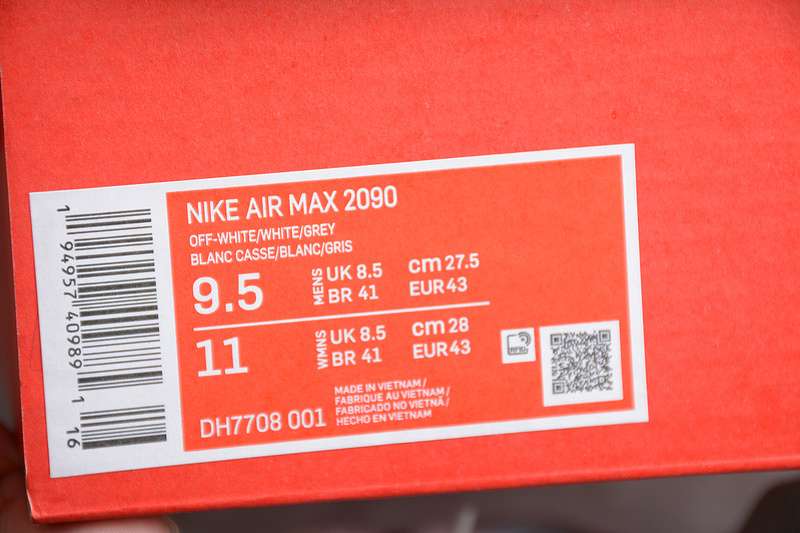 NIKE AIR MAX 2090
OFF-WHITE/WHITE/GREY
BLANC CASSE/BLANC/GRIS
9.5 MENS UK 8.5 cm 27.5
BR 41 EUR 43
11 WMNS UK 8.5 cm 28
BR 41 EUR 43
DH7708 001
MADE IN VIETNAM/
FABRIQUE AU VIETNAM/
FABRICADO NO VIETNÃ/
HECHO EN VIETNAM
RFID
1 94957 40989 1 16